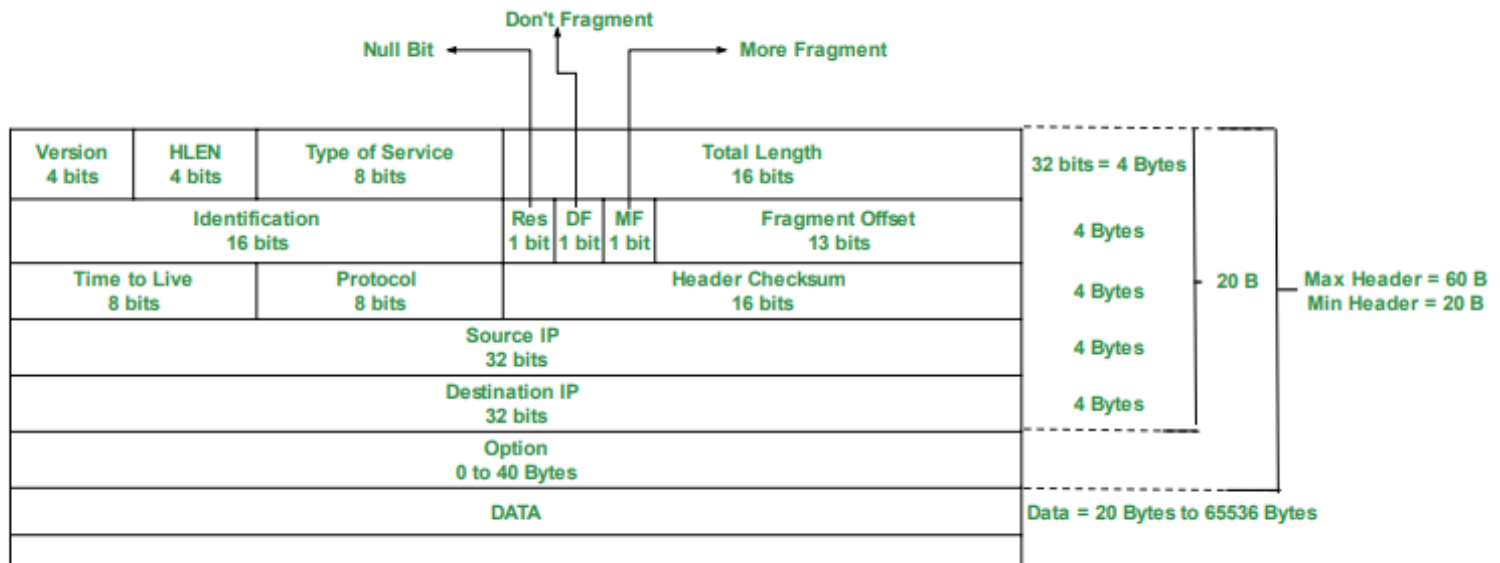 Don't Fragment
Null Bit
More Fragment
Version
4 bits
HLEN
4 bits
Type of Service
8 bits
Total Length
16 bits
32 bits = 4 Bytes
Identification
16 bits
Res
1 bit
DF
1 bit
MF
1 bit
Fragment Offset
13 bits
4 Bytes
Time to Live
8 bits
Protocol
8 bits
Header Checksum
16 bits
4 Bytes
20 B
Max Header = 60 B
Min Header = 20 B
Source IP
32 bits
4 Bytes
Destination IP
32 bits
4 Bytes
Option
0 to 40 Bytes
DATA
Data = 20 Bytes to 65536 Bytes